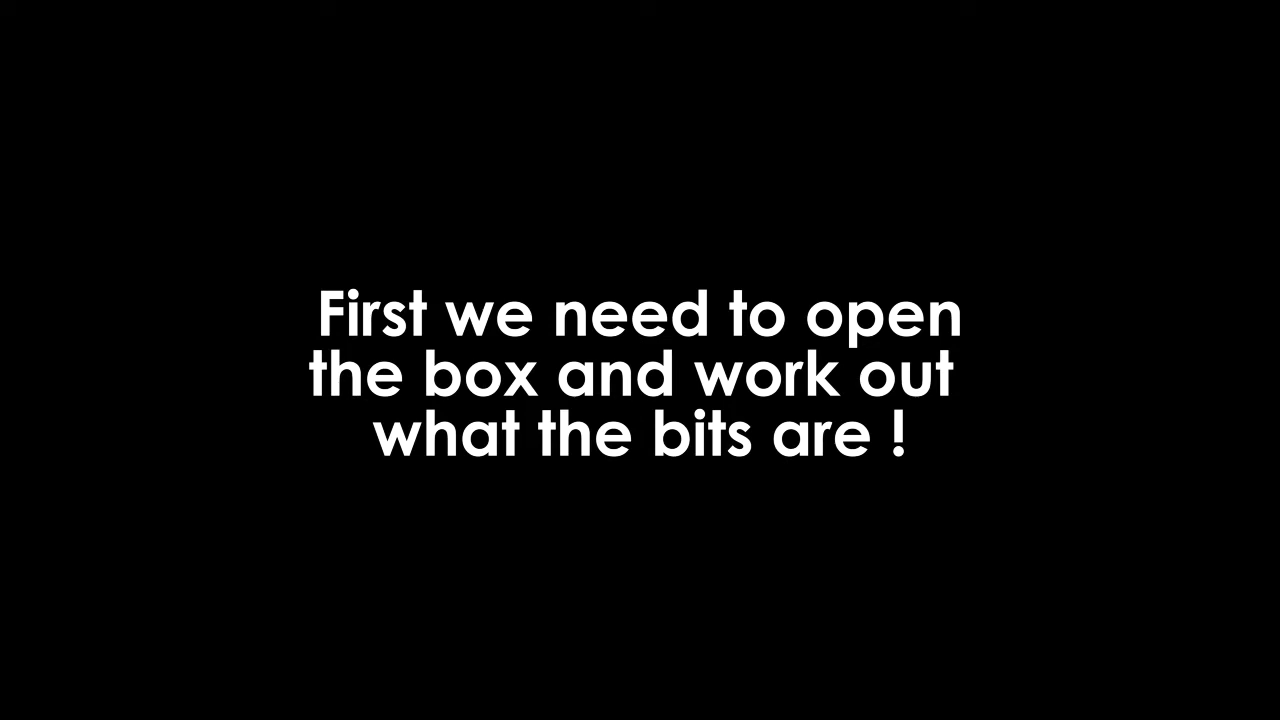 First we need to open
the box and work out
what the bits are !